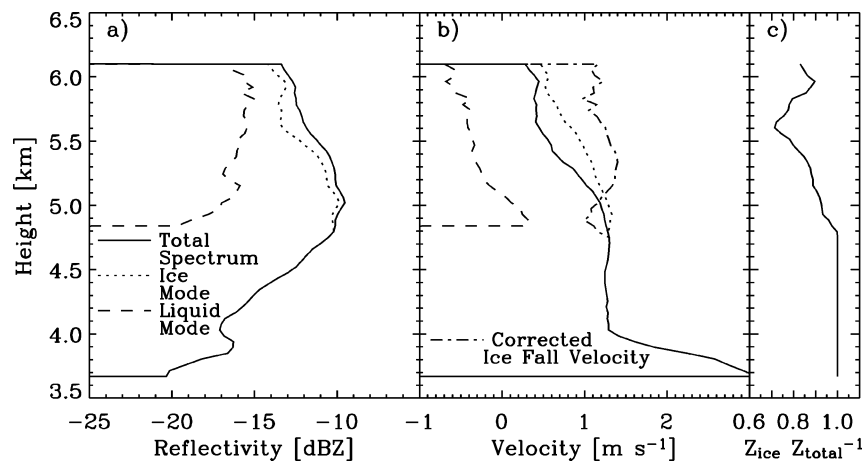 a)
b)
c)
6.5
6.0
5.5
5.0
4.5
4.0
3.5
Height [km]
Total
Spectrum
Ice
Mode
Liquid
Mode
Corrected
Ice Fall Velocity
−25 −20 −15 −10
−1 0 1 2
0.6 0.8 1.0
Reflectivity [dBZ]
Velocity [m s⁻¹]
Zice Ztotal⁻¹